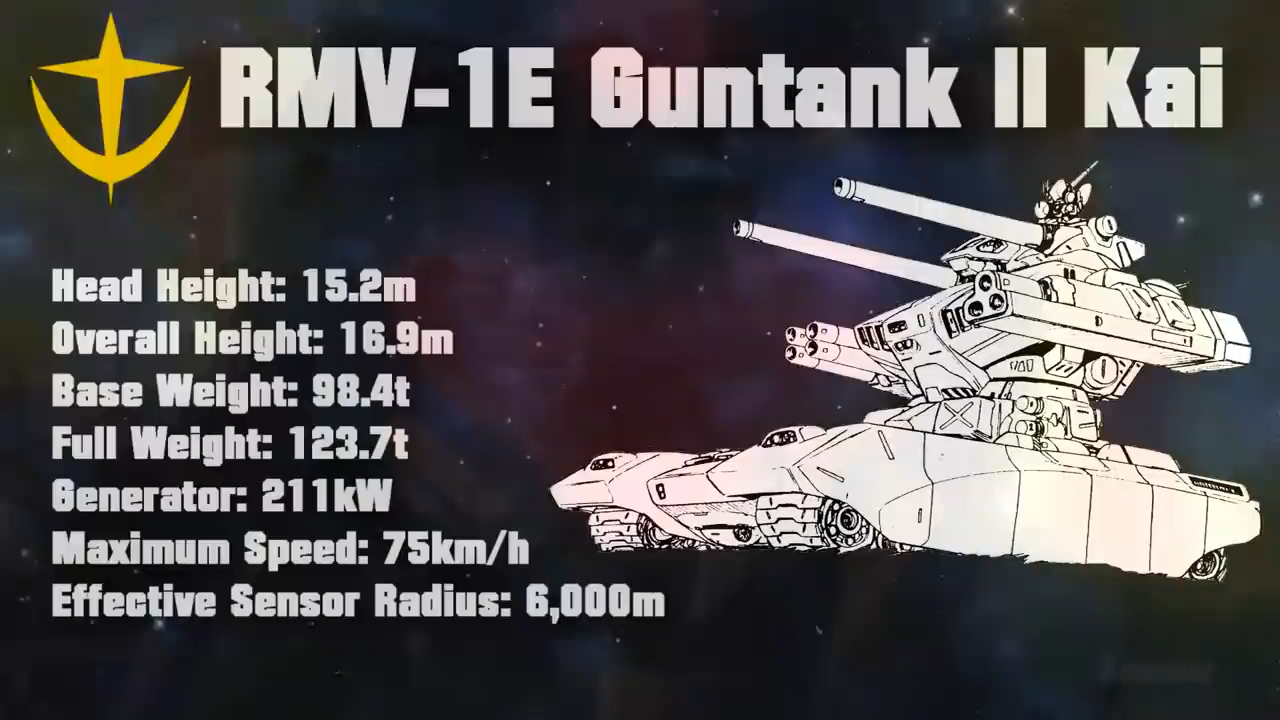 RMV-1E Guntank II Kai
Head Height: 15.2m
Overall Height: 16.9m
Base Weight: 98.4t
Full Weight: 123.7t
Generator: 211kW
Maximum Speed: 75km/h
Effective Sensor Radius: 6,000m